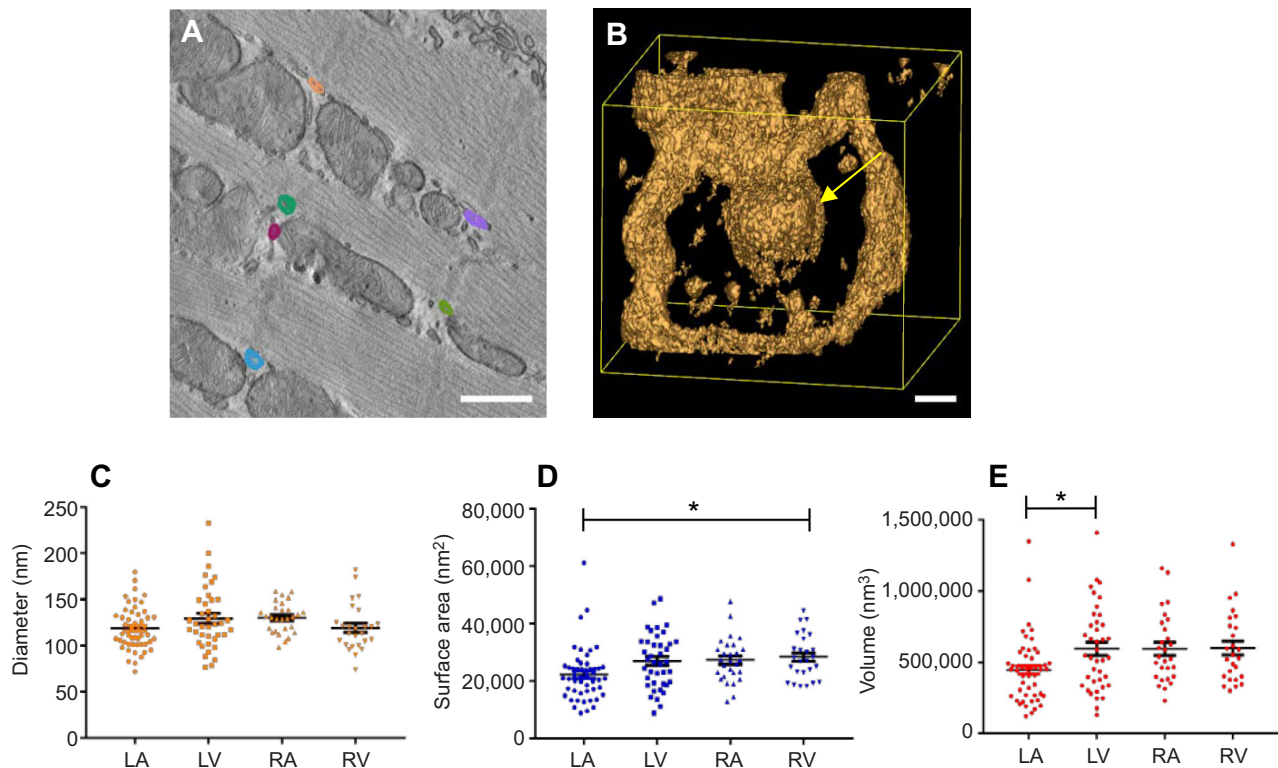 A
B
C
Diameter (nm)
250
200
150
100
50
0
LA LV RA RV
D
*
Surface area (nm²)
80,000
60,000
40,000
20,000
0
LA LV RA RV
E
*
Volume (nm³)
1,500,000
1,000,000
500,000
0
LA LV RA RV